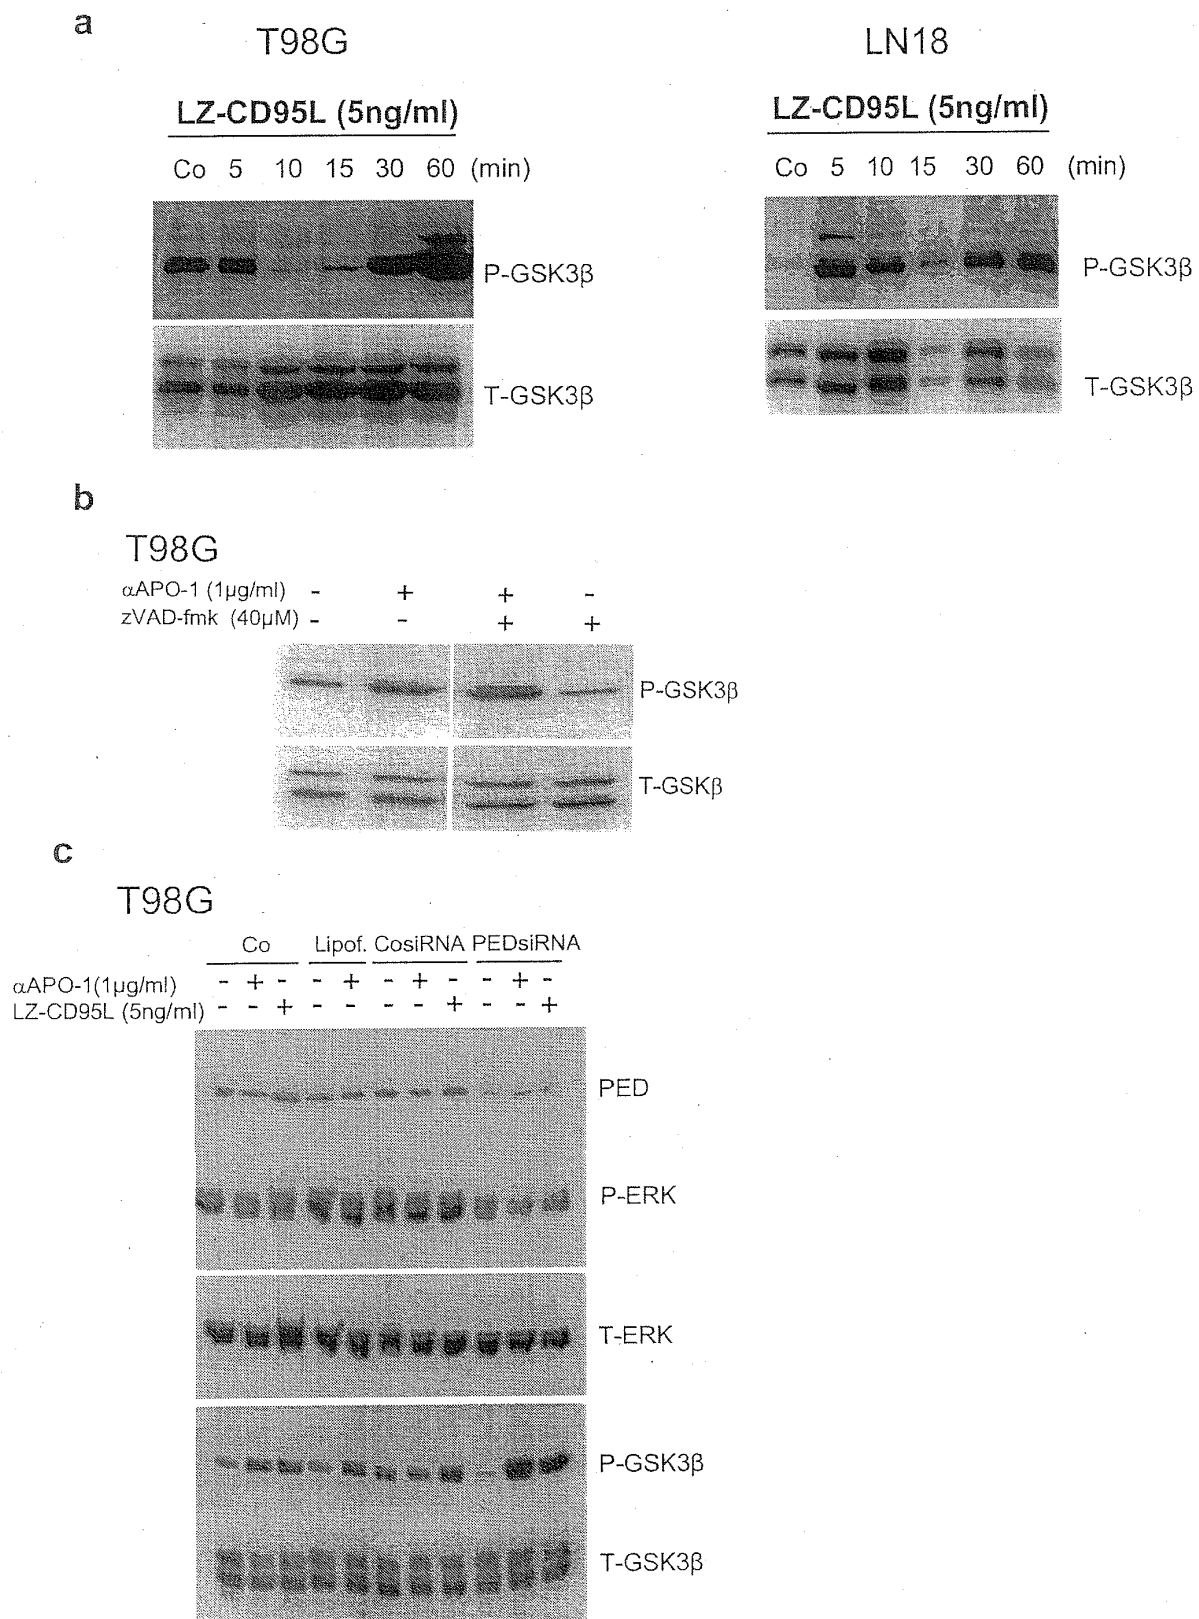 a
T98G
LN18
LZ-CD95L (5ng/ml)
LZ-CD95L (5ng/ml)
Co 5 10 15 30 60 (min)
Co 5 10 15 30 60 (min)
P-GSK3β
P-GSK3β
T-GSK3β
T-GSK3β
b
T98G
αAPO-1 (1µg/ml) - + + -
zVAD-fmk (40µM) - - + +
P-GSK3β
T-GSKβ
c
T98G
Co Lipof. CosiRNA PEDsiRNA
αAPO-1(1µg/ml) - + - - + - + - - + -
LZ-CD95L (5ng/ml) - - + - - - - + - - +
PED
P-ERK
T-ERK
P-GSK3β
T-GSK3β